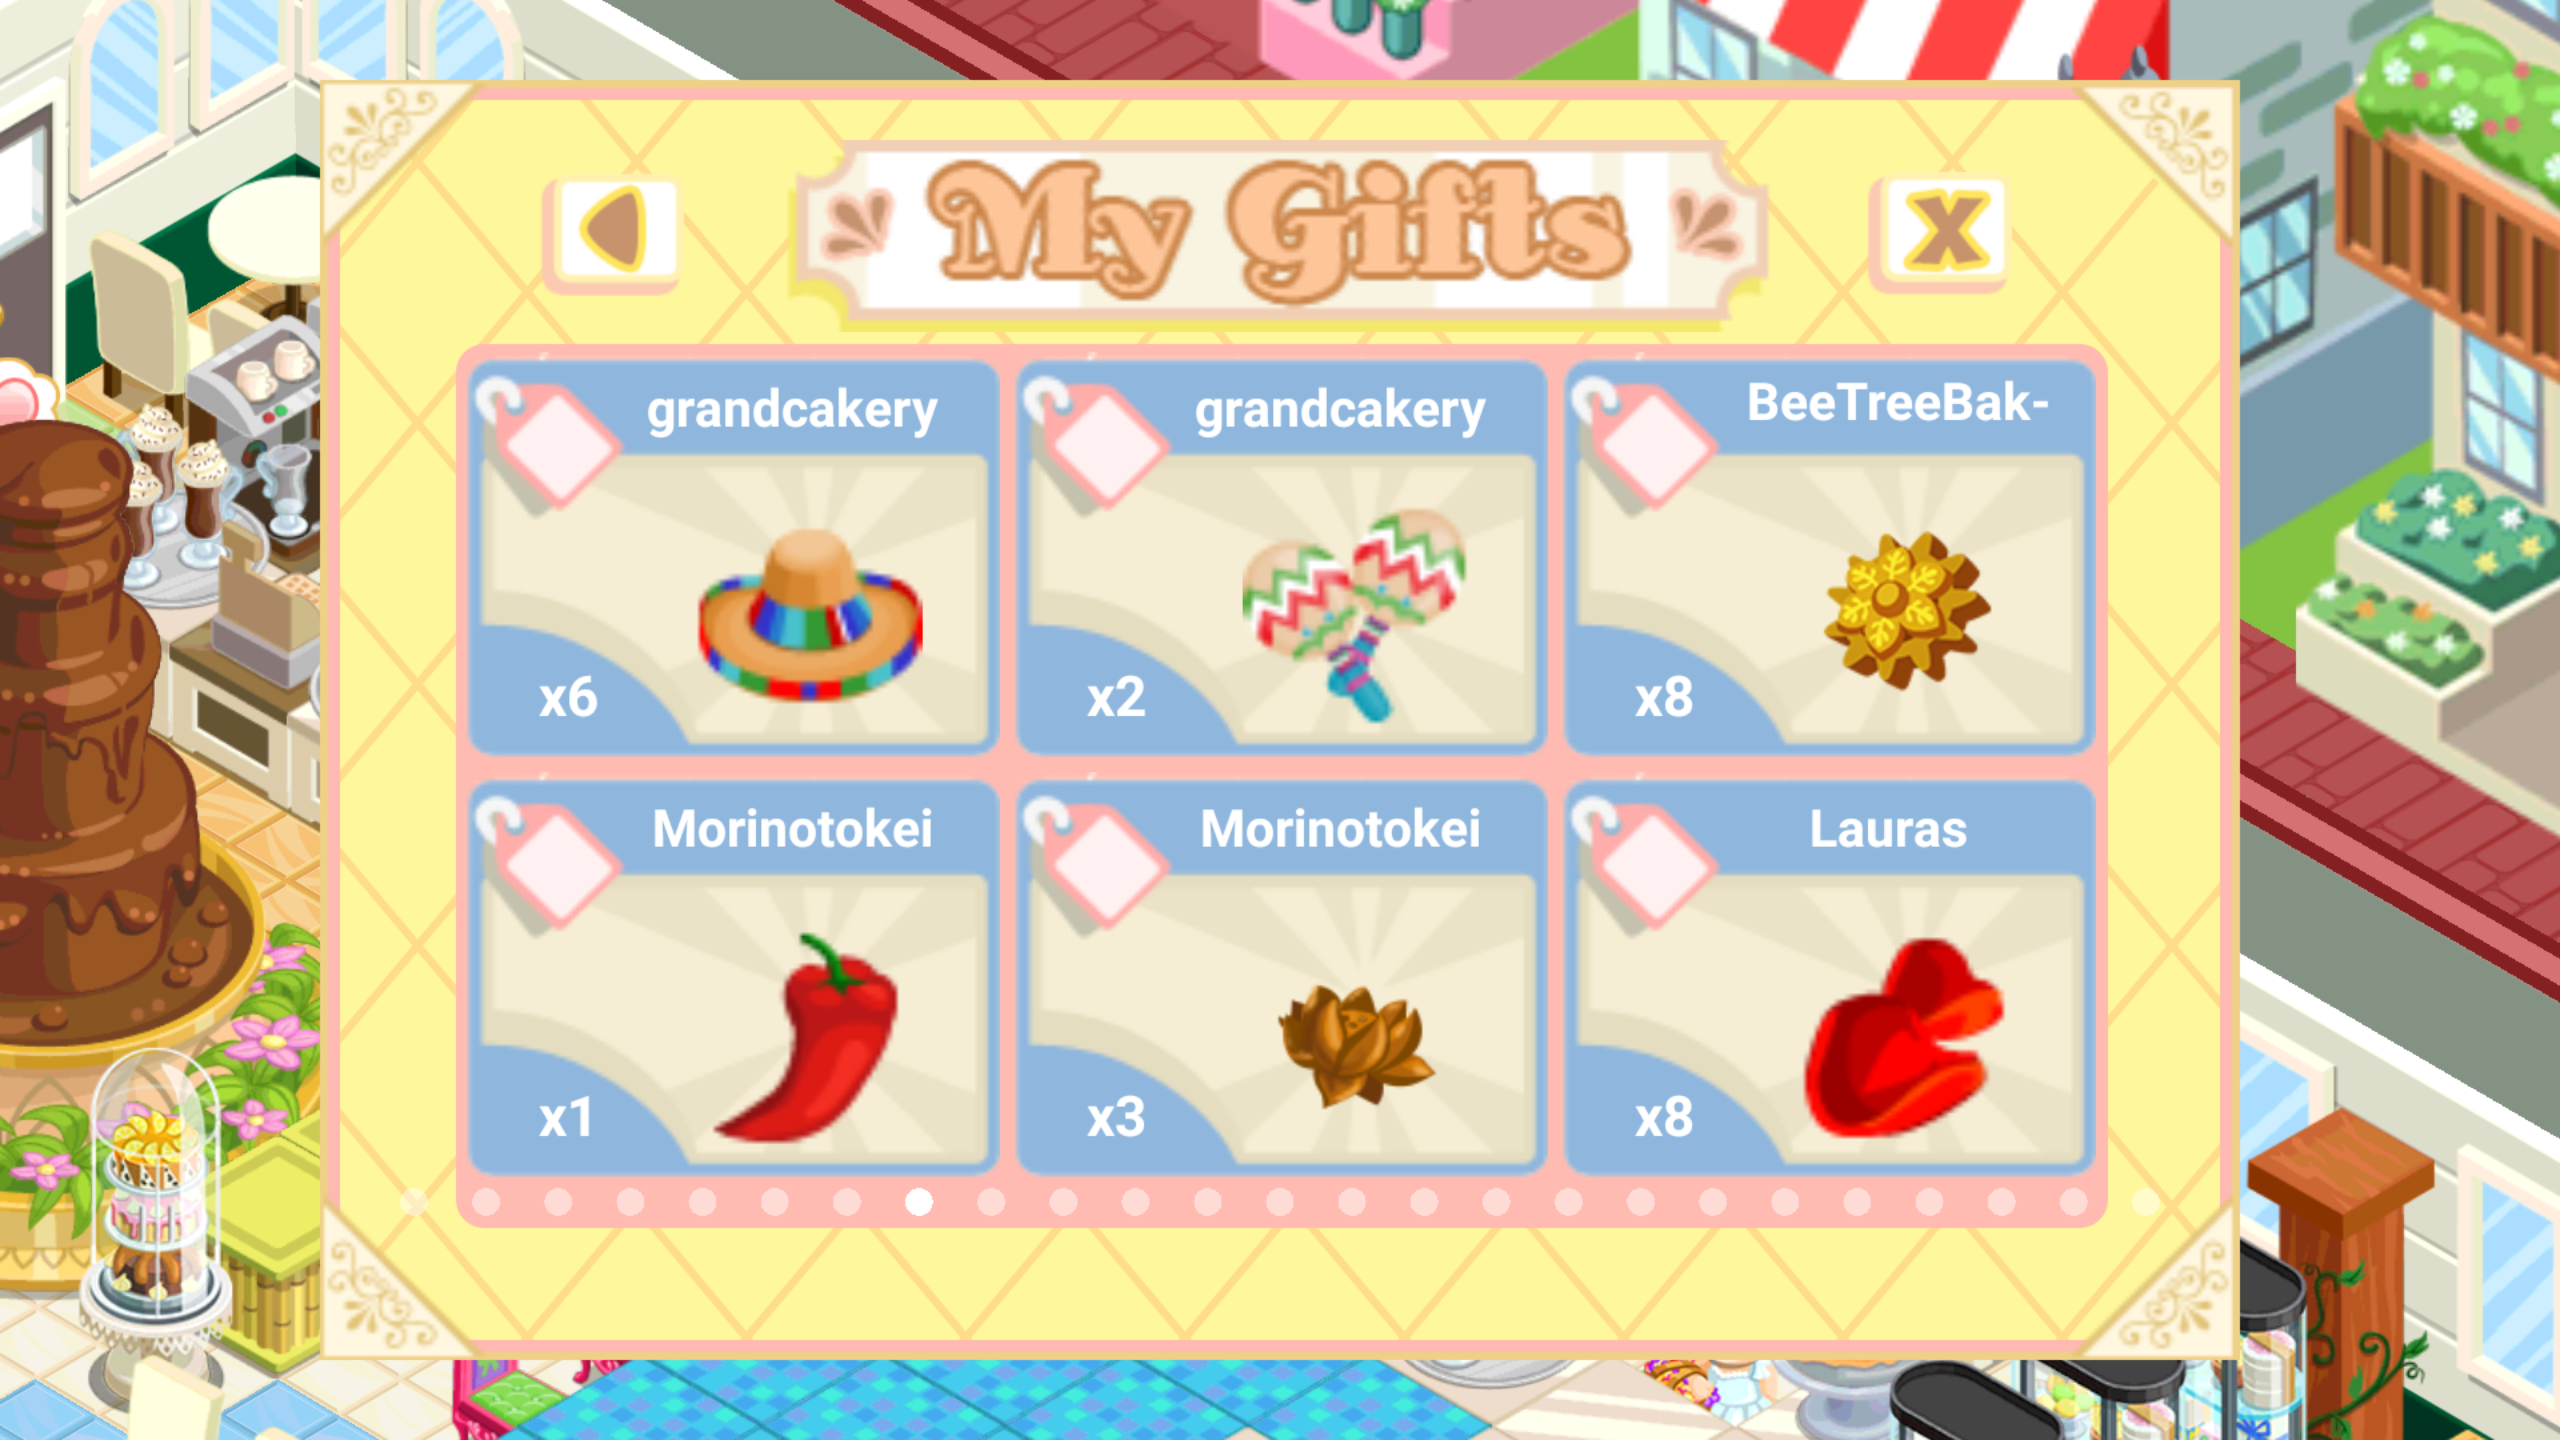 My Gifts
X
grandcakery
x6
grandcakery
x2
BeeTreeBak-
x8
Morinotokei
x1
Morinotokei
x3
Lauras
x8